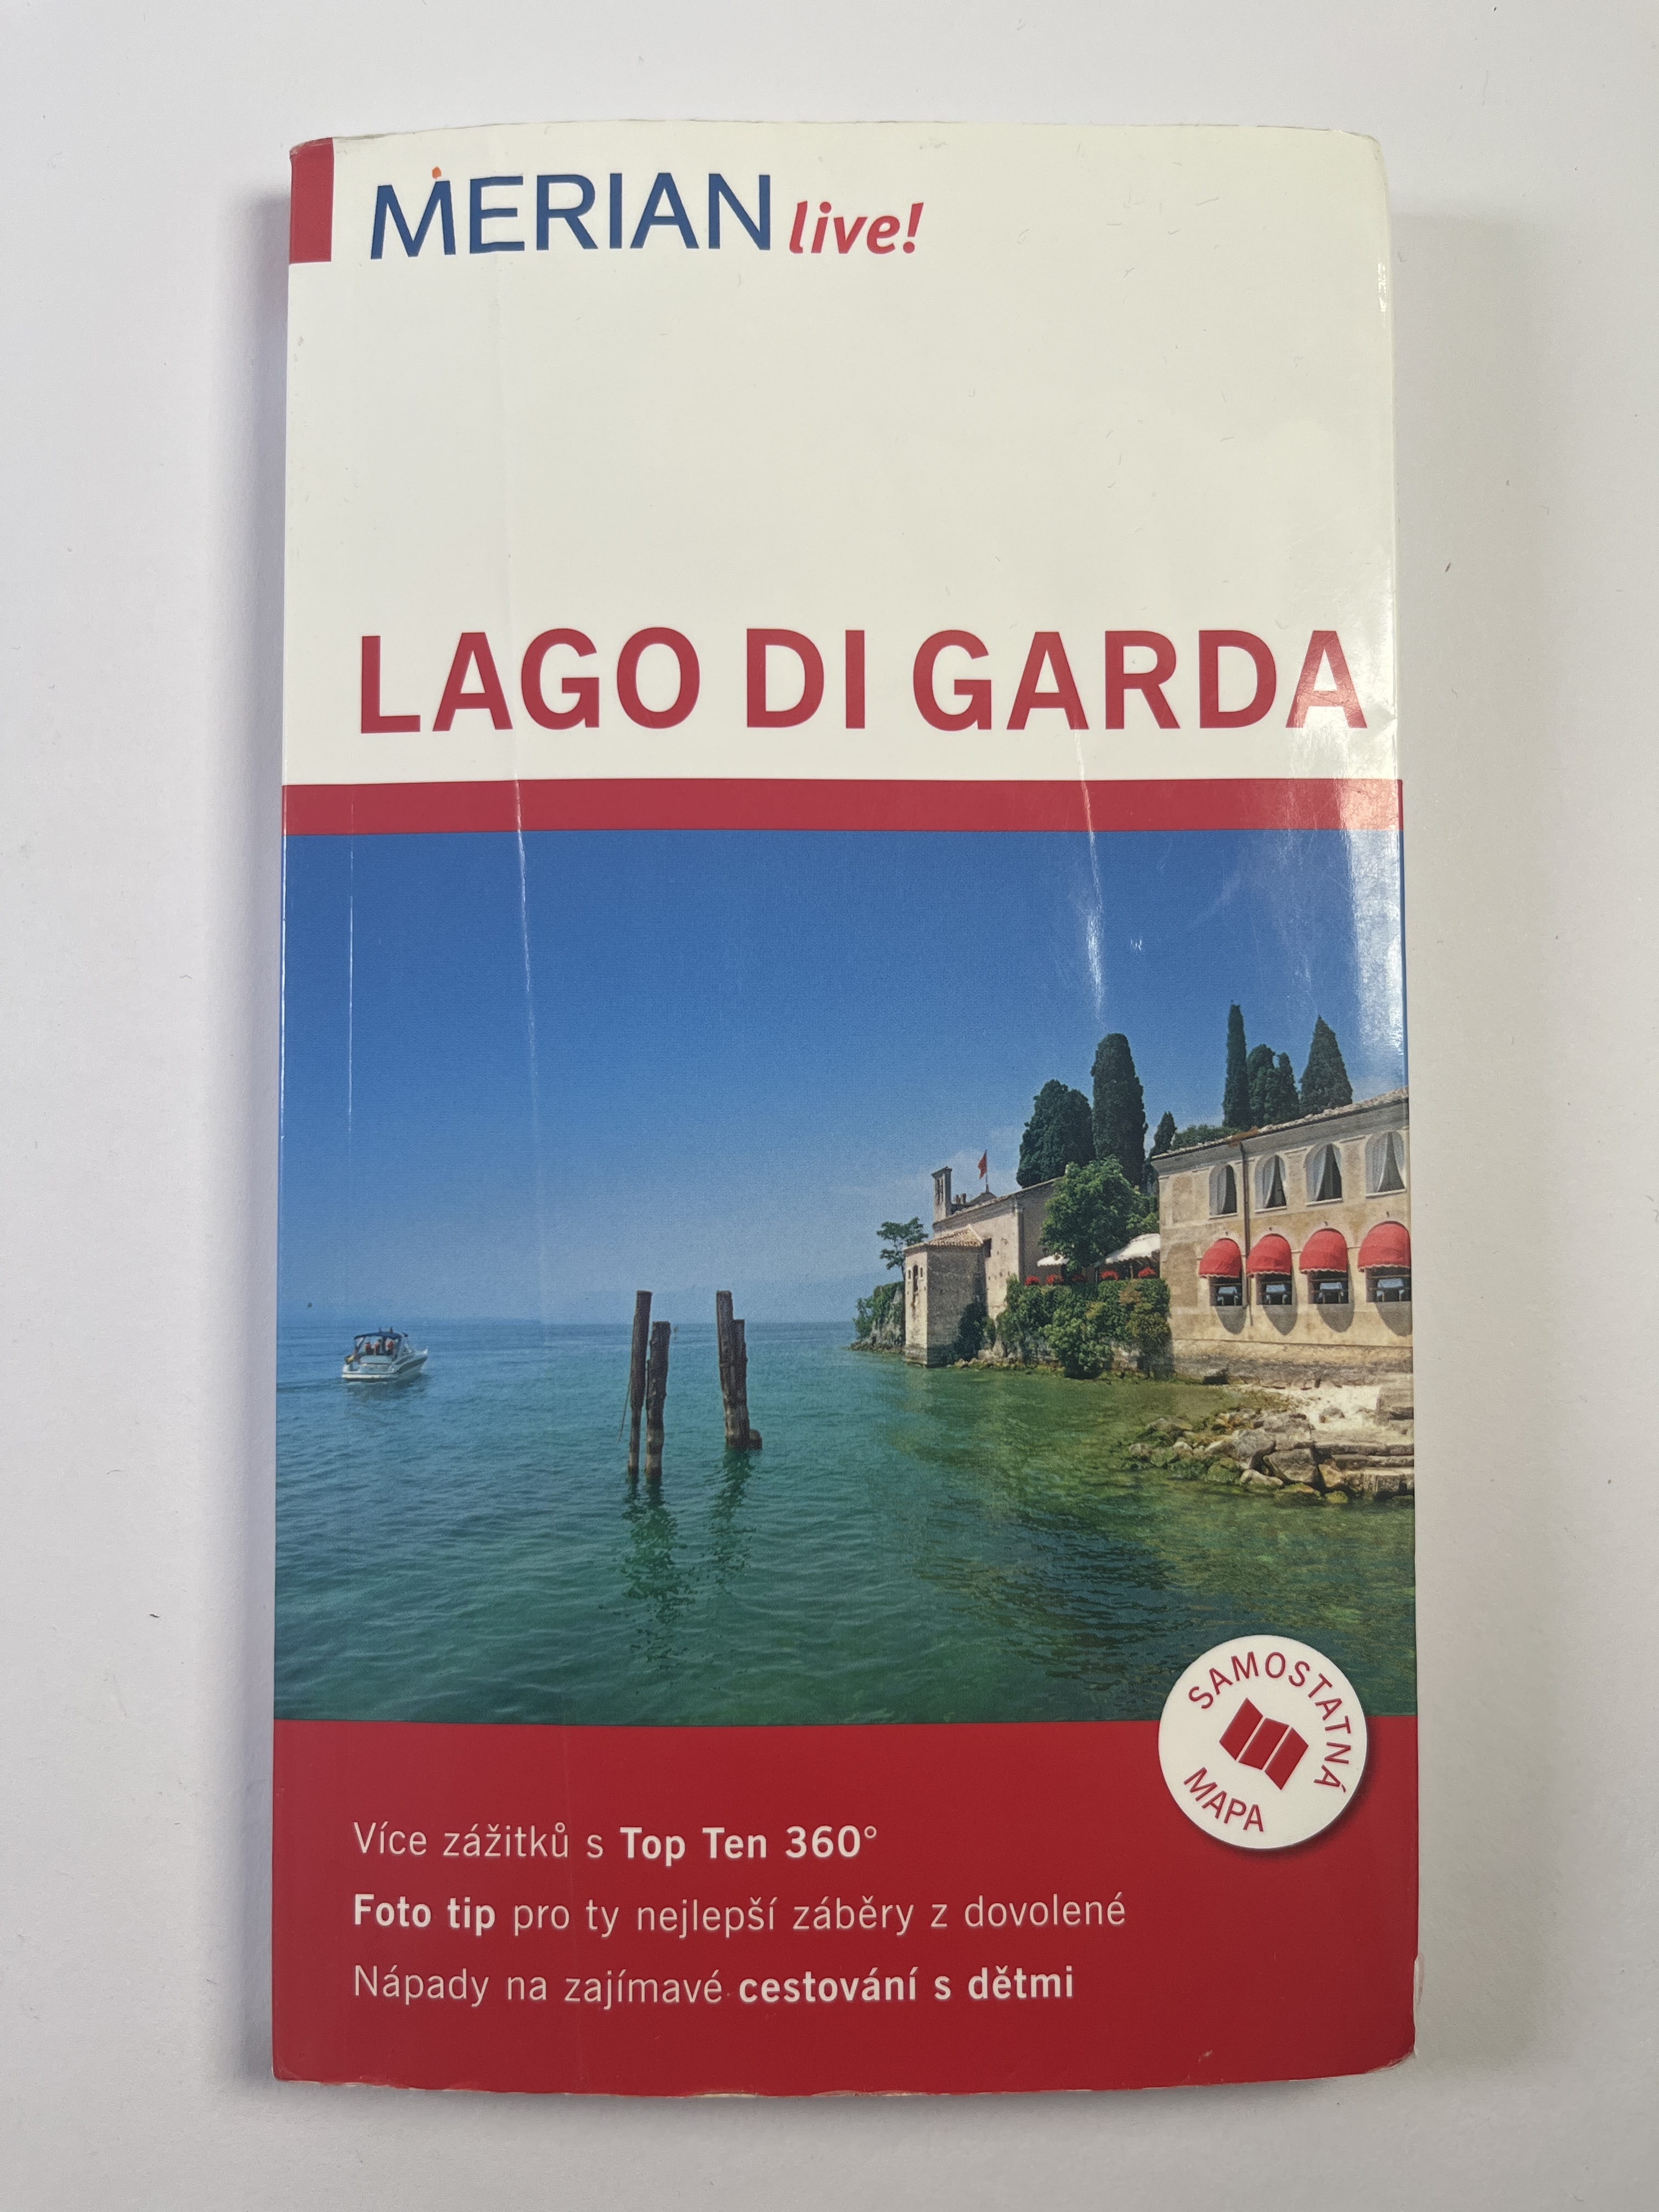 MERIAN live!
LAGO DI GARDA
SAMOSTATNÁ
MAPA
Více zážitků s Top Ten 360°
Foto tip pro ty nejlepší záběry z dovolené
Nápady na zajímavé cestování s dětmi